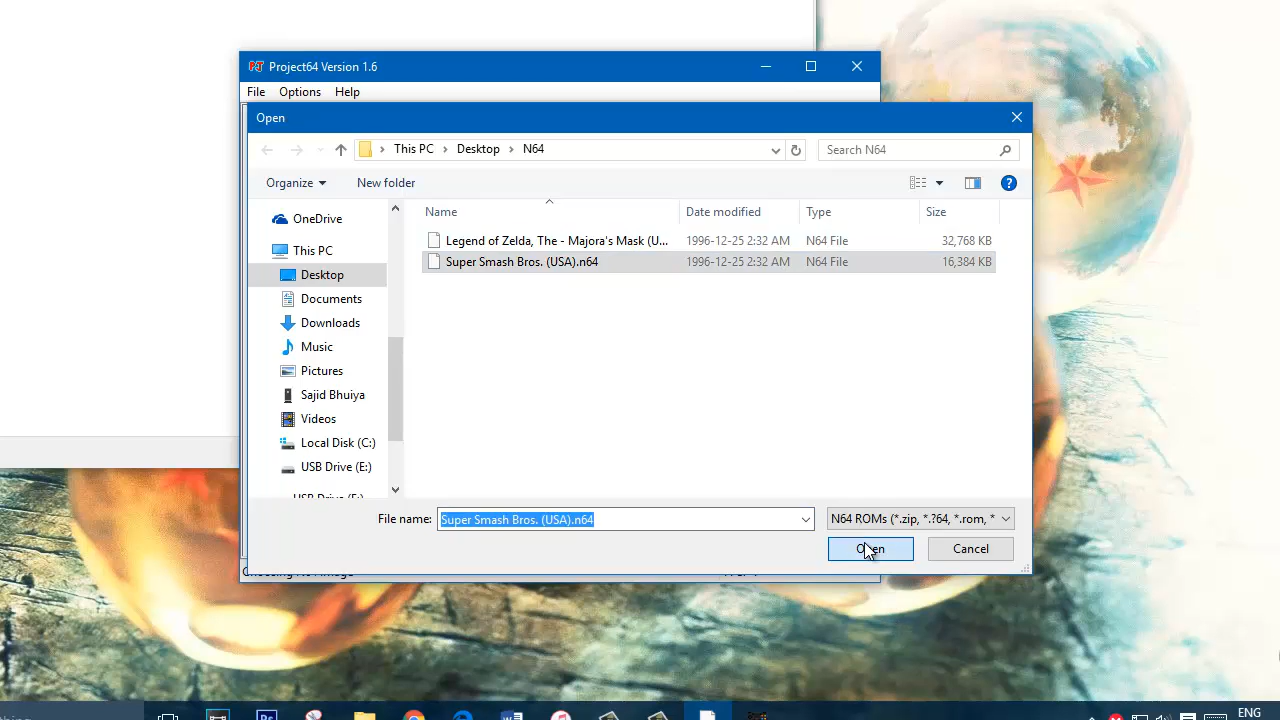 Project64 Version 1.6
File Options Help
Open
This PC Desktop N64
Search N64
Organize New folder
Name Date modified Type Size
Legend of Zelda, The - Majora's Mask (U... 1996-12-25 2:32 AM N64 File 32,768 KB
Super Smash Bros. (USA).n64 1996-12-25 2:32 AM N64 File 16,384 KB
OneDrive
This PC
Desktop
Documents
Downloads
Music
Pictures
Sajid Bhuiya
Videos
Local Disk (C:)
USB Drive (E:)
File name: Super Smash Bros. (USA).n64 N64 ROMs (*.zip, *.?64, *.rom, *
Open Cancel
ENG